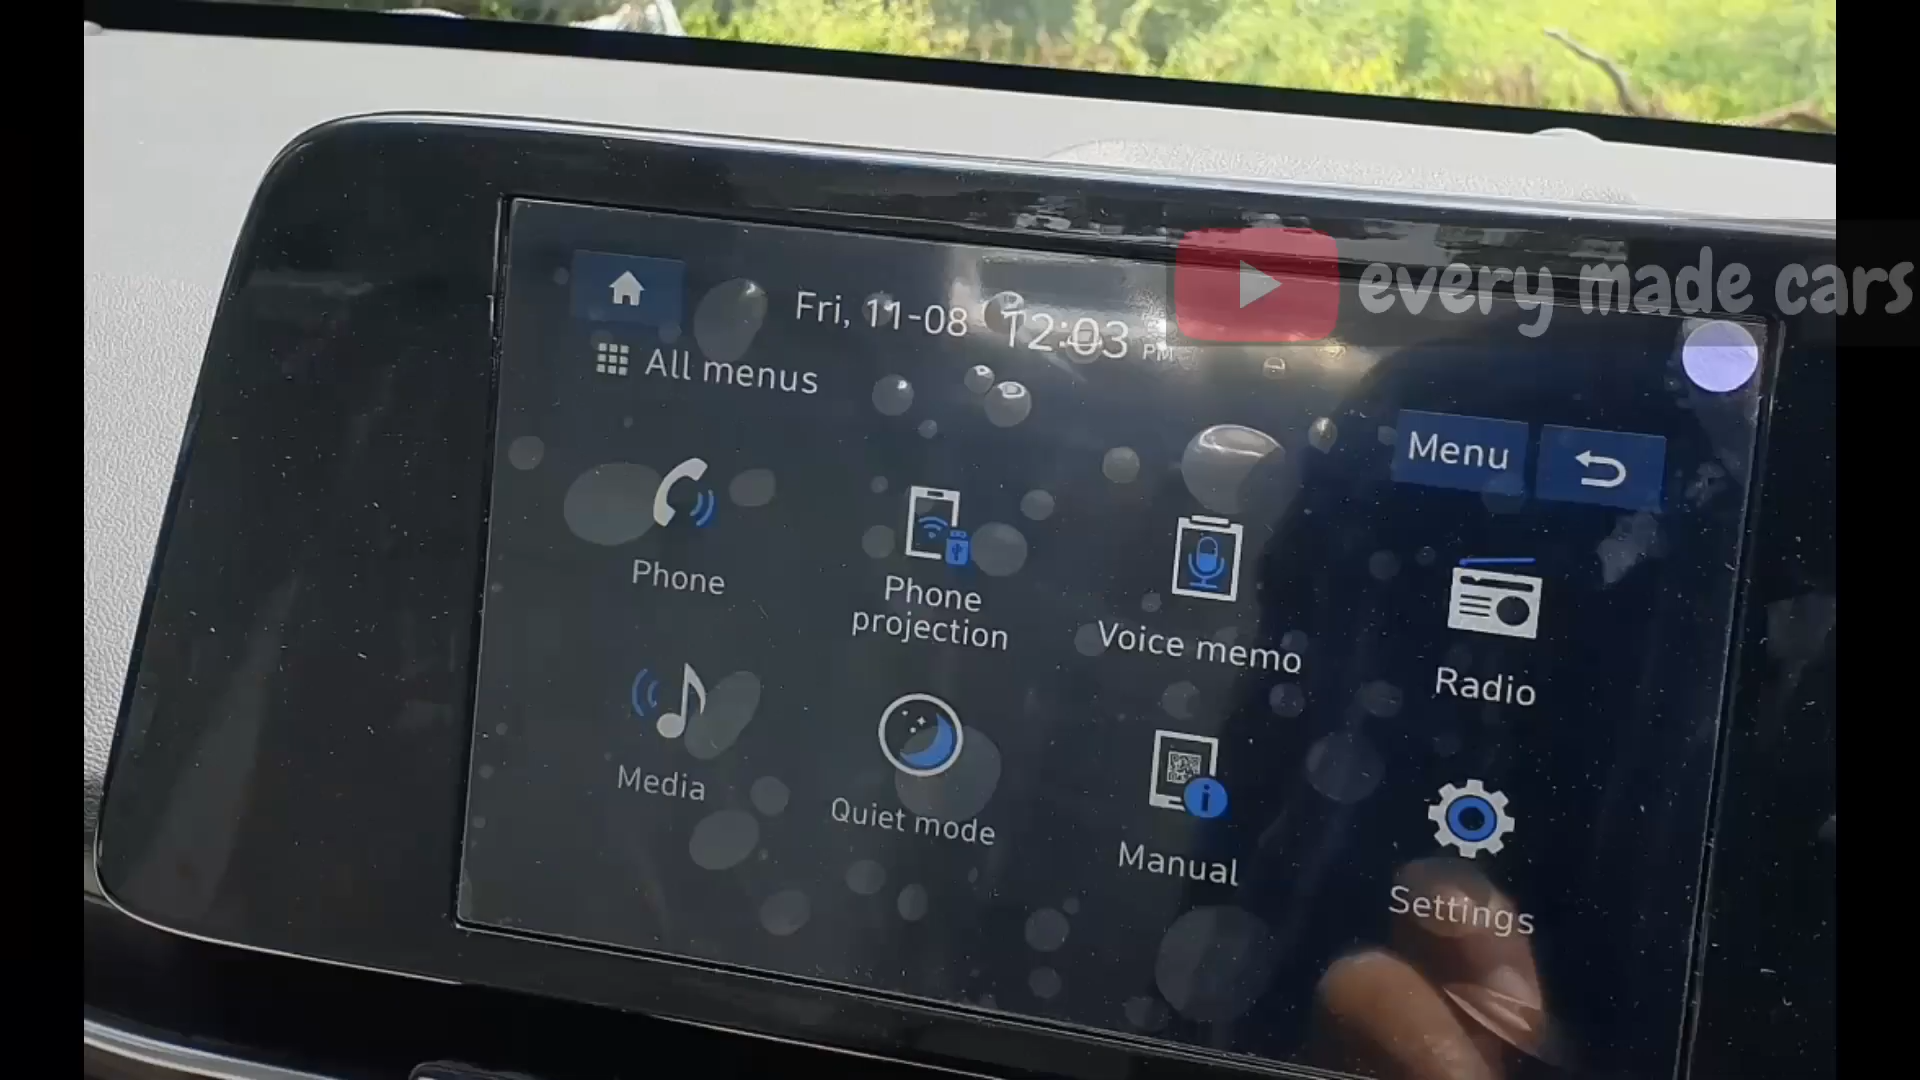 every made cars
Fri, 11-08 12:03 PM
All menus
Menu
Phone
Phone
projection
Voice memo
Radio
Media
Quiet mode
Manual
Settings